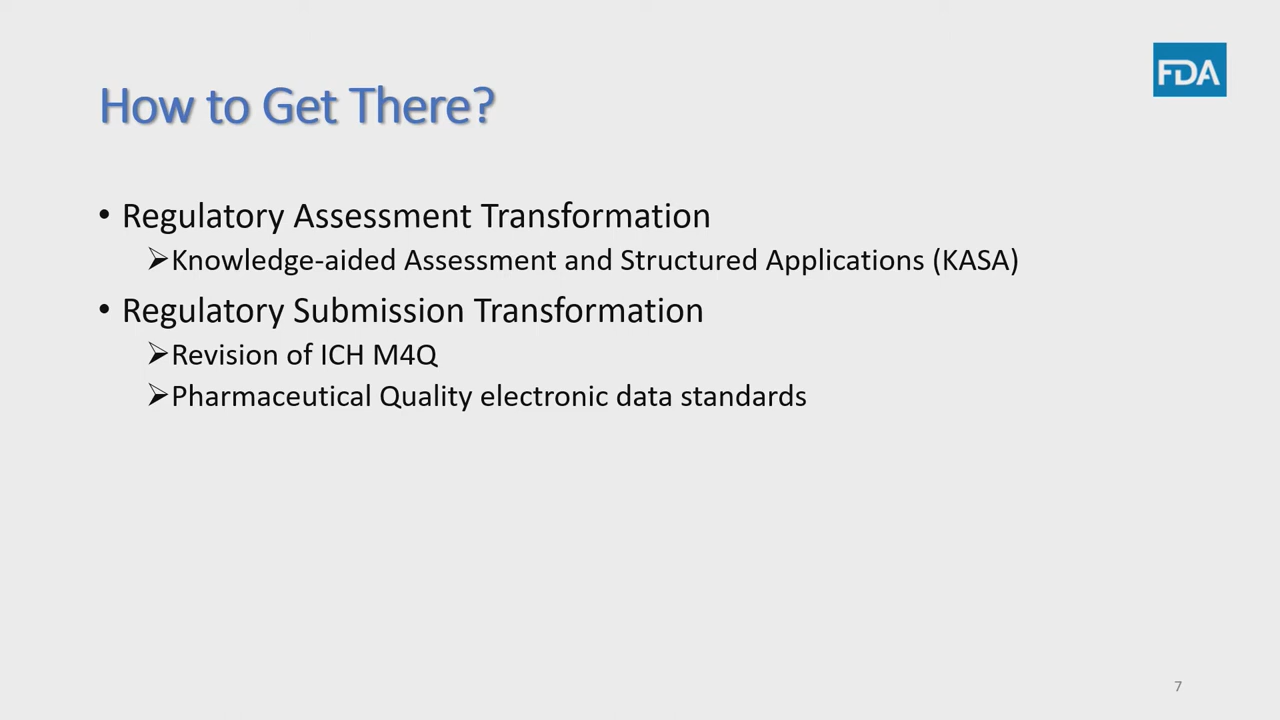 FDA
How to Get There?
• Regulatory Assessment Transformation
➢Knowledge-aided Assessment and Structured Applications (KASA)
• Regulatory Submission Transformation
➢Revision of ICH M4Q
➢Pharmaceutical Quality electronic data standards
7